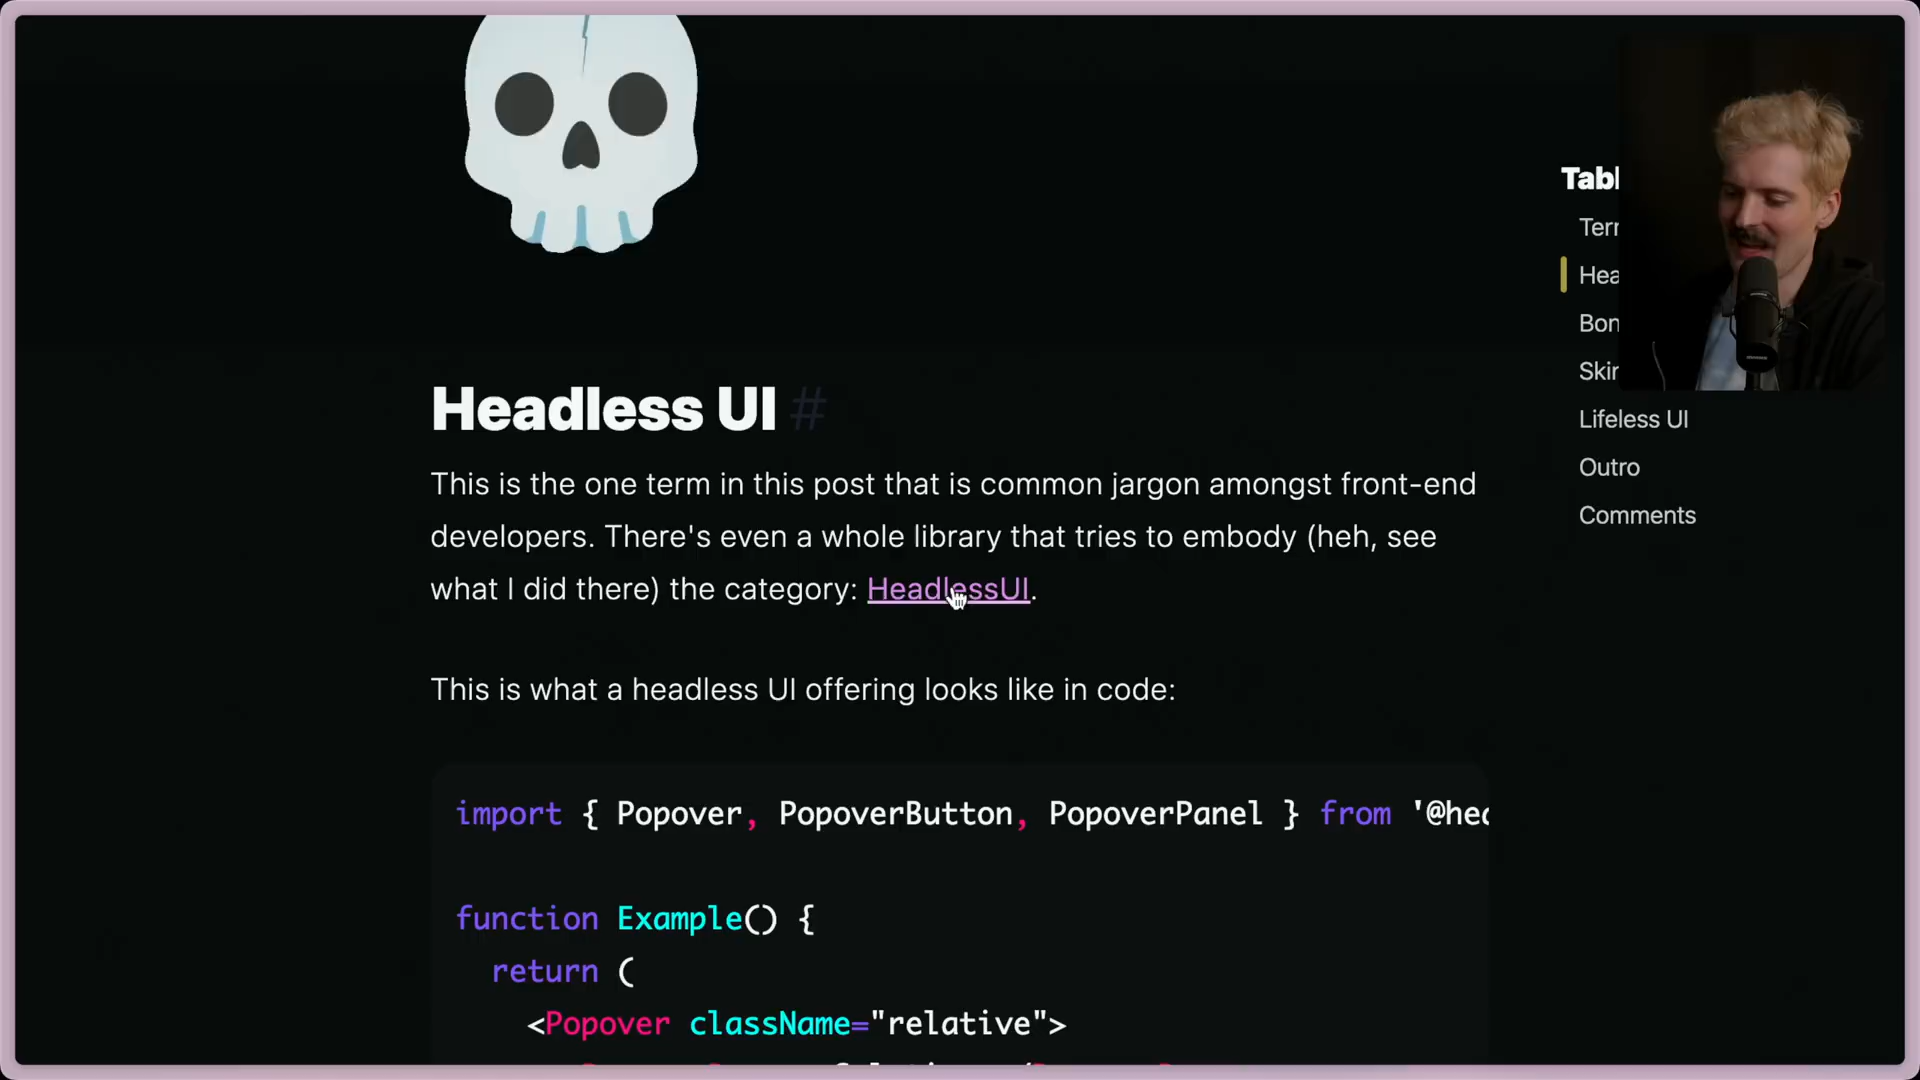 Headless UI #
This is the one term in this post that is common jargon amongst front-end
developers. There's even a whole library that tries to embody (heh, see
what I did there) the category: HeadlessUI.
This is what a headless UI offering looks like in code:
import { Popover, PopoverButton, PopoverPanel } from '@hea
function Example() {
return (
<Popover className="relative">
Tabl
Terr
Hea
Bon
Skir
Lifeless UI
Outro
Comments